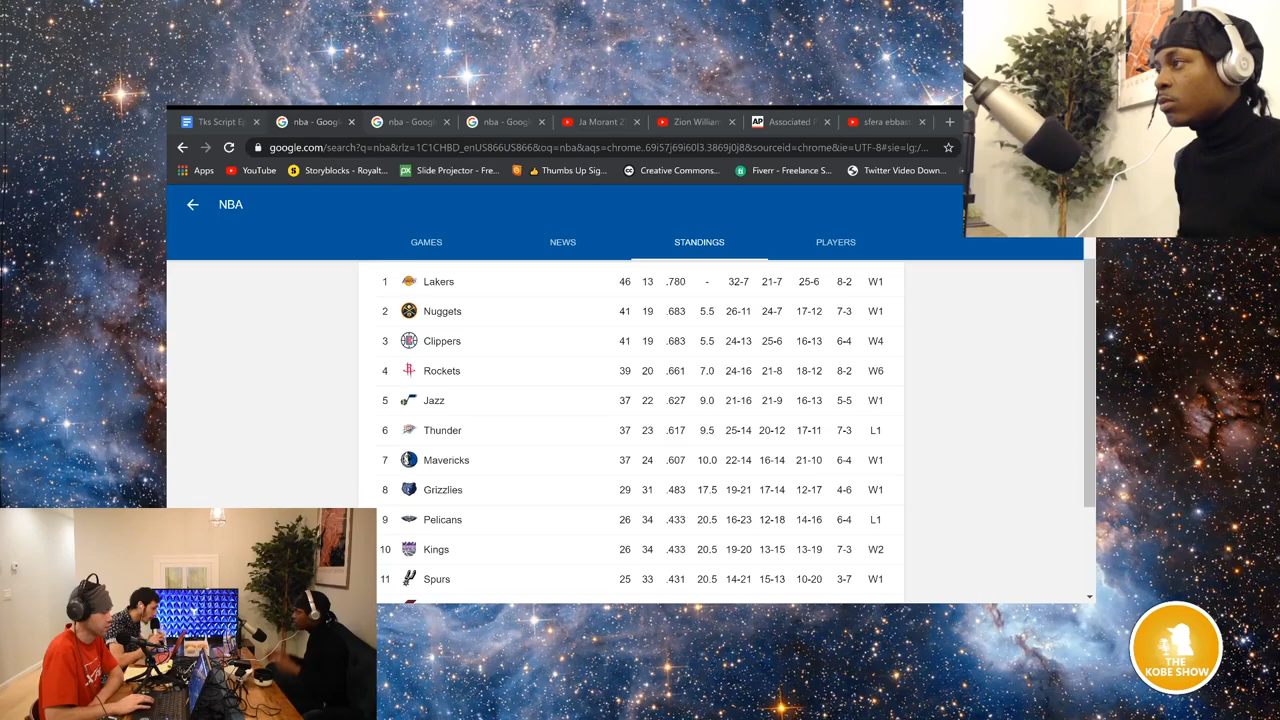 Tks Script Ep
nba - Googl
nba - Googl
nba - Googl
Ja Morant 2
Zion William
AP Associated P
sfera ebbast
google.com/search?q=nba&rlz=1C1CHBD_enUS866US866&oq=nba&aqs=chrome..69i57j69i60l3.3869j0j8&sourceid=chrome&ie=UTF-8#sie=lg;/...
Apps YouTube Storyblocks - Royalt... Slide Projector - Fre... Thumbs Up Sig... Creative Commons... Fiverr - Freelance S... Twitter Video Down...
NBA
GAMES NEWS STANDINGS PLAYERS
1 Lakers 46 13 .780 - 32-7 21-7 25-6 8-2 W1
2 Nuggets 41 19 .683 5.5 26-11 24-7 17-12 7-3 W1
3 Clippers 41 19 .683 5.5 24-13 25-6 16-13 6-4 W4
4 Rockets 39 20 .661 7.0 24-16 21-8 18-12 8-2 W6
5 Jazz 37 22 .627 9.0 21-16 21-9 16-13 5-5 W1
6 Thunder 37 23 .617 9.5 25-14 20-12 17-11 7-3 L1
7 Mavericks 37 24 .607 10.0 22-14 16-14 21-10 6-4 W1
8 Grizzlies 29 31 .483 17.5 19-21 17-14 12-17 4-6 W1
9 Pelicans 26 34 .433 20.5 16-23 12-18 14-16 6-4 L1
10 Kings 26 34 .433 20.5 19-20 13-15 13-19 7-3 W2
11 Spurs 25 33 .431 20.5 14-21 15-13 10-20 3-7 W1
THE
KOBE SHOW